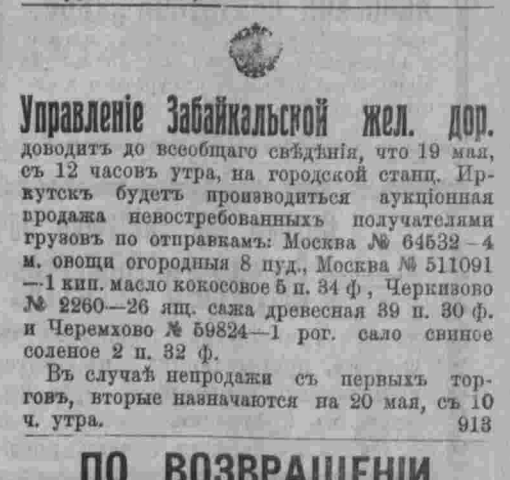 Управленіе Забайкальской жел. дор.
доводитъ до всеобщаго свѣдѣнія, что 19 мая,
съ 12 часовъ утра, на городской станц. Ир-
кутскъ будетъ производиться аукціонная
продажа невостребованныхъ получателями
грузовъ по отправкамъ: Москва № 64532—4
м. овощи огородныя 8 пуд., Москва № 511091
—1 кип. масло кокосовое 5 п. 34 ф., Черкизово
№ 2260—26 ящ. сажа древесная 39 п. 30 ф.
и Черемхово № 59824—1 рог. сало свиное
соленое 2 п. 32 ф.
Въ случаѣ непродажи съ первыхъ тор-
говъ, вторые назначаются на 20 мая, съ 10
ч. утра. 913
ПО ВОЗВРАЩЕНІИ